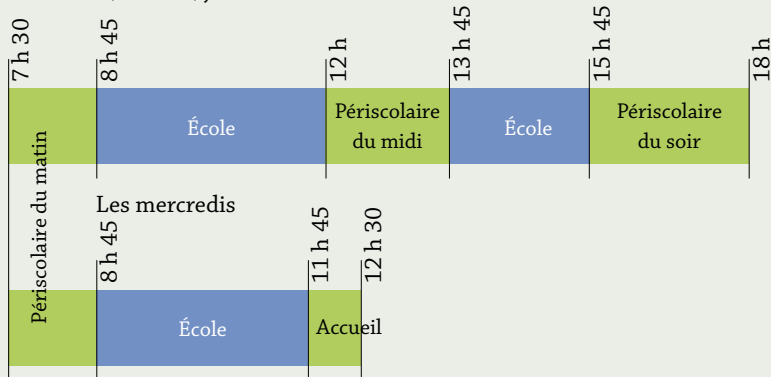 7 h 30
8 h 45
12 h
13 h 45
15 h 45
18 h
École
Périscolaire
du midi
École
Périscolaire
du soir
Périscolaire du matin
Les mercredis
8 h 45
11 h 45
12 h 30
École
Accueil